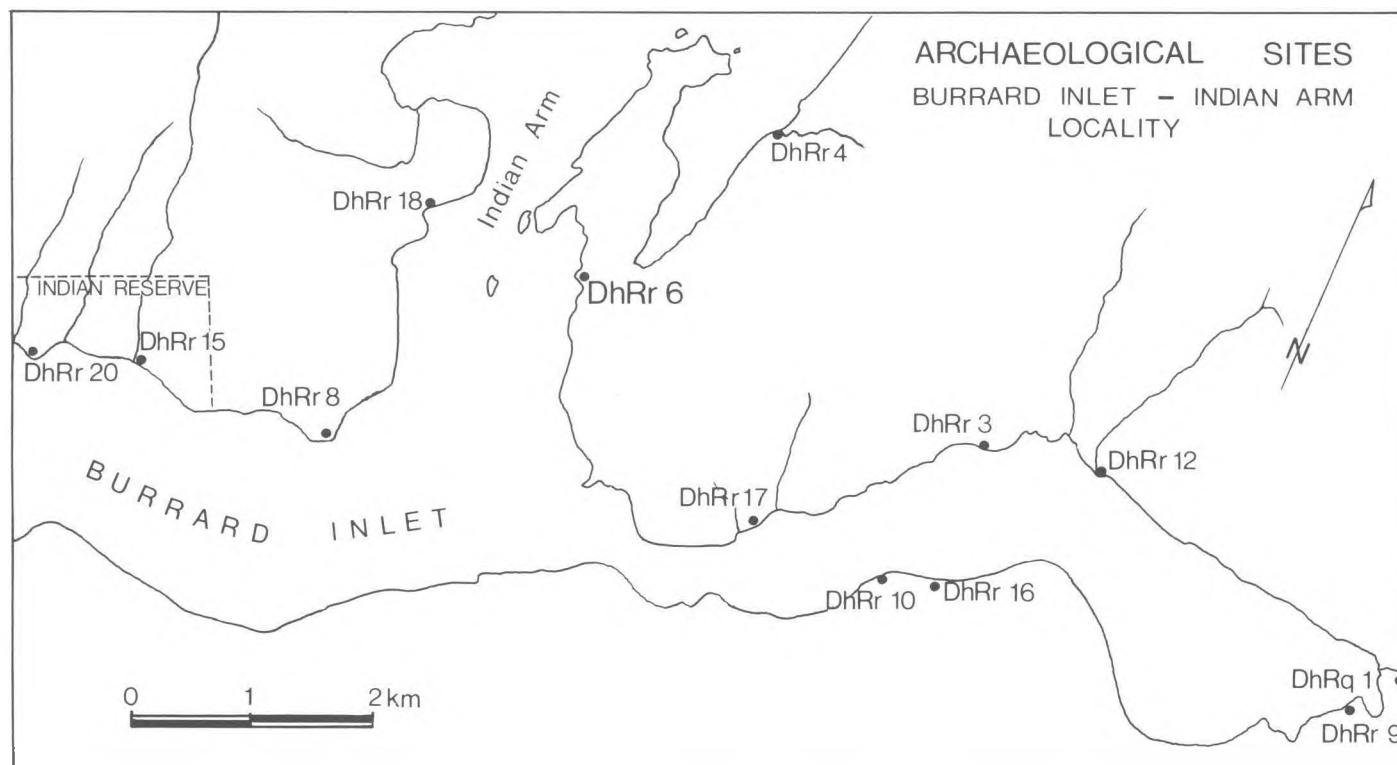 ARCHAEOLOGICAL SITES
BURRARD INLET – INDIAN ARM
LOCALITY
Indian Arm
DhRr 4
DhRr 18
DhRr 6
INDIAN RESERVE
DhRr 15
DhRr 20
DhRr 8
N
DhRr 3
DhRr 12
DhRr 17
BURRARD INLET
DhRr 10
DhRr 16
DhRq 1
DhRr 9
0 1 2 km